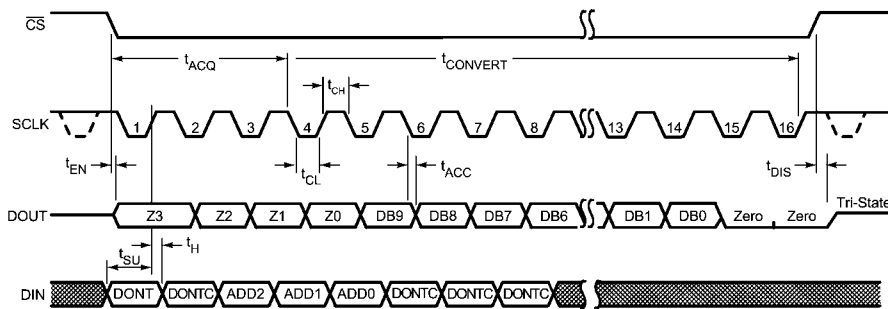 CS
tACQ
tCONVERT
tCH
SCLK
1 2 3 4 5 6 7 8 13 14 15 16
tEN
tCL
tACC
tDIS
DOUT
Z3 Z2 Z1 Z0 DB9 DB8 DB7 DB6 DB1 DB0 Zero Zero
Tri-State
tSU
tH
DIN
DONT DONTC ADD2 ADD1 ADD0 DONTC DONTC DONTC